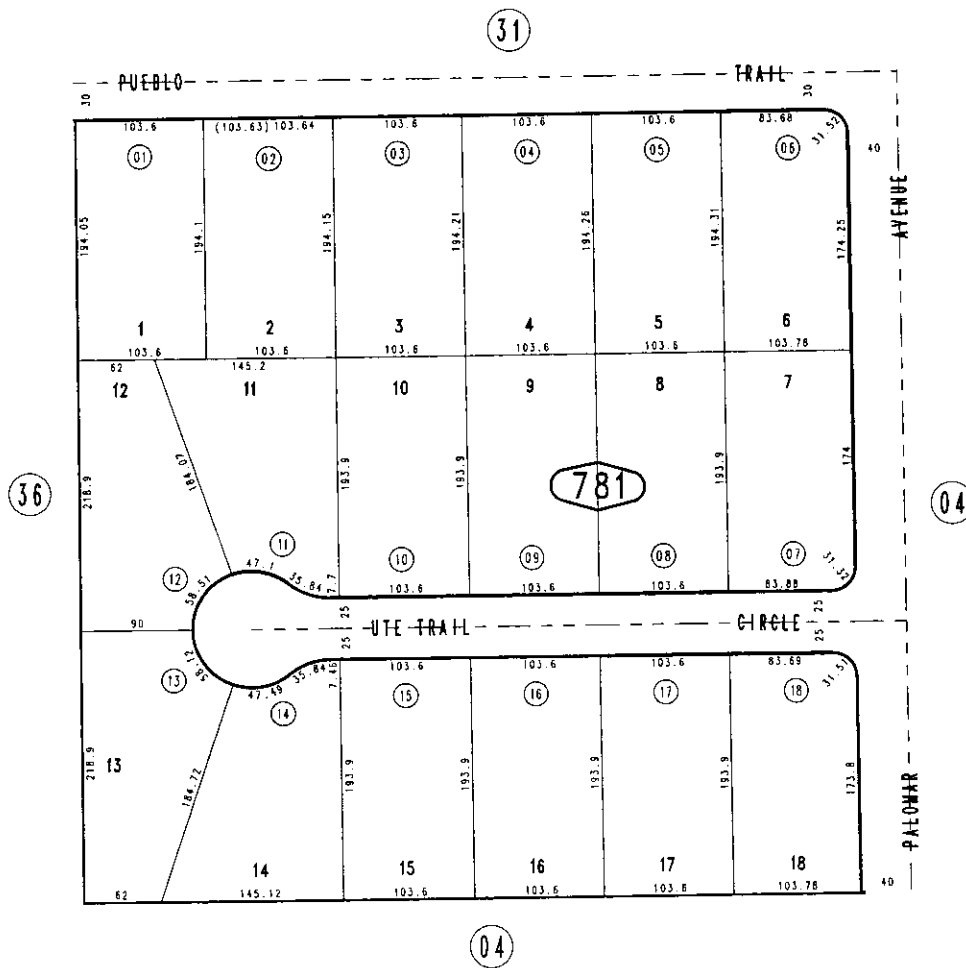 31
PUEBLO TRAIL
30 30
103.6 (103.63) 103.64 103.6 103.6 103.6 83.68
31.52 40
01 02 03 04 05 06
AVENUE
194.05 194.1 194.15 194.21 194.26 194.31 174.25
1 2 3 4 5 6
103.6 103.6 103.6 103.6 103.6 103.76
62 145.2
12 11 10 9 8 7
36
218.9 184.07 193.9 193.9 193.9 174
781
04
11 10 09 08 07
12 47.1 35.84 7.7 103.6 103.6 103.6 83.88 31.32
58.51
25 25
90 UTE TRAIL CIRCLE
25 25
58.12 35.84 7.46 103.6 103.6 103.6 83.69 31.51
13 47.49 14 15 16 17 18
13
218.9 184.72 193.9 193.9 193.9 193.9 173.8
PALOMAR
14 15 16 17 18
62 145.12 103.6 103.6 103.6 103.76 40
04